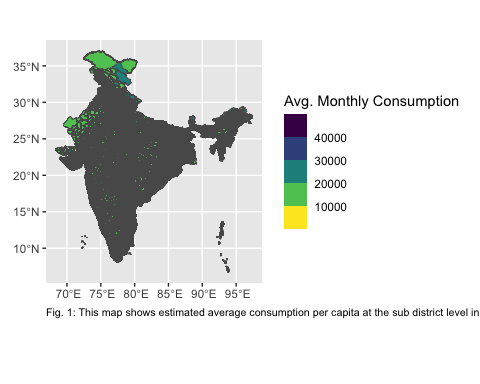 Avg. Monthly Consumption
40000
30000
20000
10000
35°N
30°N
25°N
20°N
15°N
10°N
70°E 75°E 80°E 85°E 90°E 95°E
Fig. 1: This map shows estimated average consumption per capita at the sub district level in